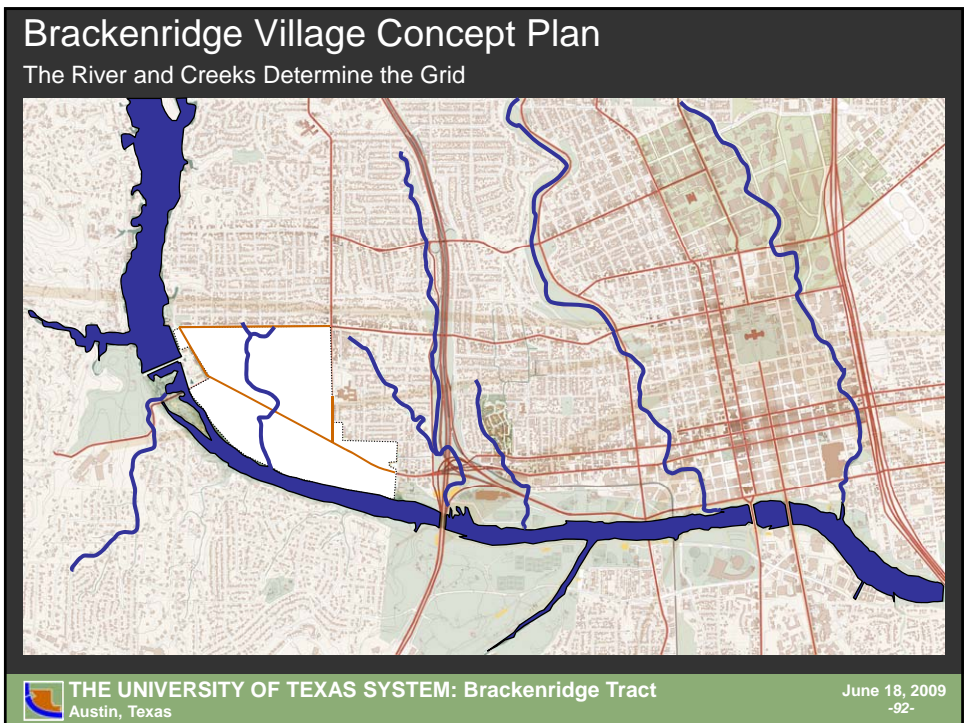 Brackenridge Village Concept Plan
The River and Creeks Determine the Grid
THE UNIVERSITY OF TEXAS SYSTEM: Brackenridge Tract
Austin, Texas
June 18, 2009
-92-